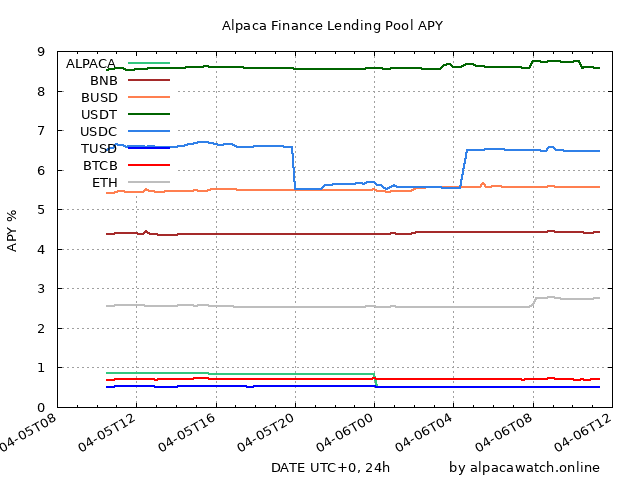 Alpaca Finance Lending Pool APY
9
8
7
6
5
4
3
2
1
0
APY %
ALPACA
BNB
BUSD
USDT
USDC
TUSD
BTCB
ETH
04-05T08
04-05T12
04-05T16
04-05T20
04-06T00
04-06T04
04-06T08
04-06T12
DATE UTC+0, 24h
by alpacawatch.online